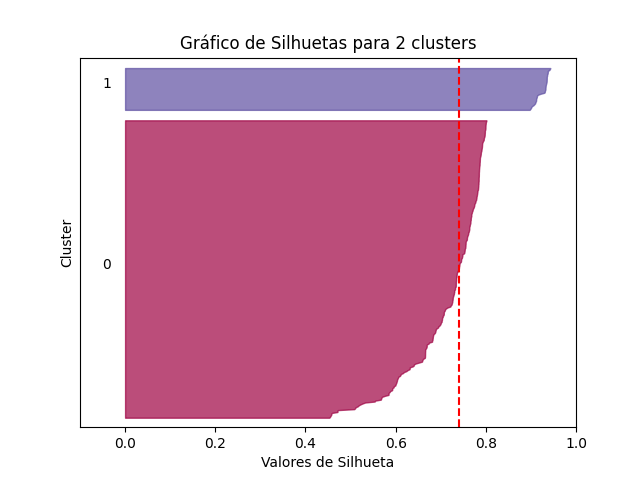 Gráfico de Silhuetas para 2 clusters
1
0
Cluster
0.0 0.2 0.4 0.6 0.8 1.0
Valores de Silhueta